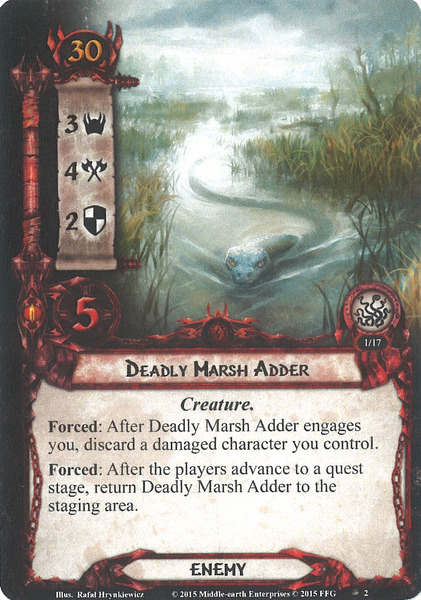 30
3
4
2
5
1/17
Deadly Marsh Adder
Creature.
Forced: After Deadly Marsh Adder engages
you, discard a damaged character you control.
Forced: After the players advance to a quest
stage, return Deadly Marsh Adder to the
staging area.
ENEMY
Illus. Rafał Hrynkiewicz © 2015 Middle-earth Enterprises © 2015 FFG 2